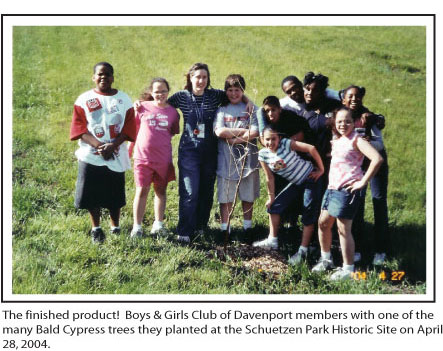 04 4 27
The finished product!  Boys & Girls Club of Davenport members with one of the
many Bald Cypress trees they planted at the Schuetzen Park Historic Site on April
28, 2004.